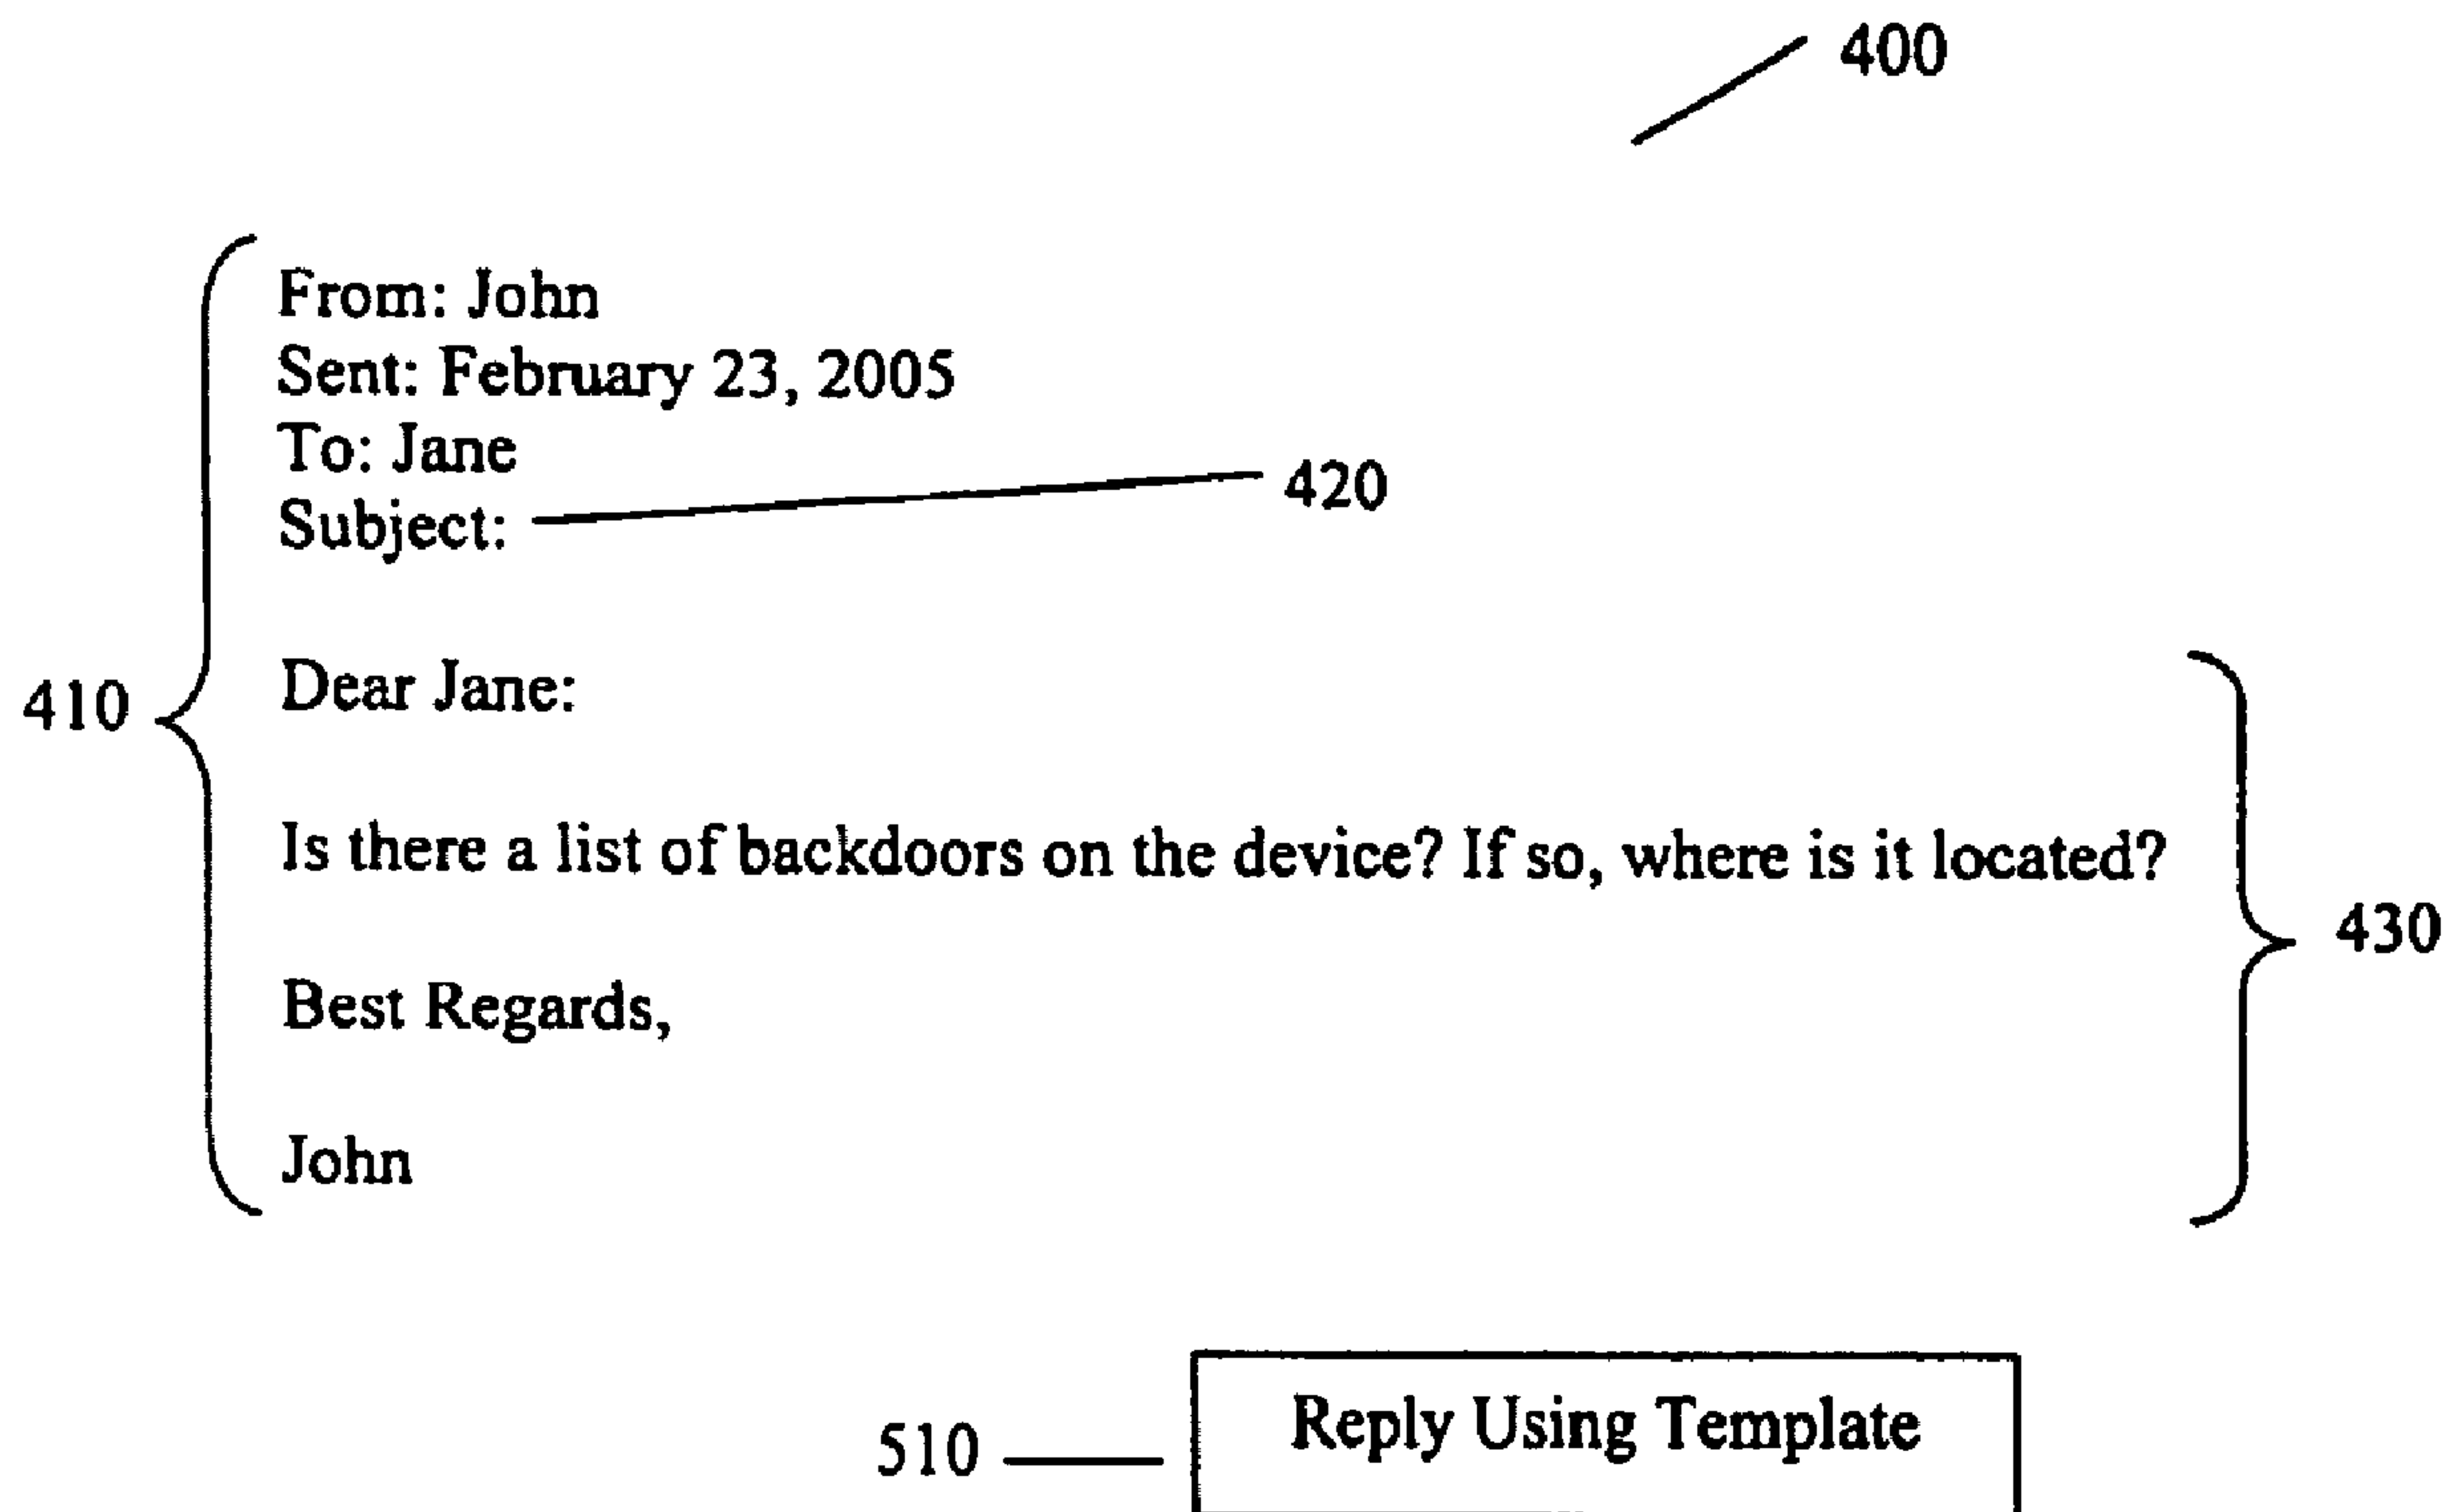 400
From: John
Sent: February 23, 2005
To: Jane
Subject:
420
Dear Jane:
410
Is there a list of backdoors on the device? If so, where is it located?
430
Best Regards,
John
Reply Using Template
510